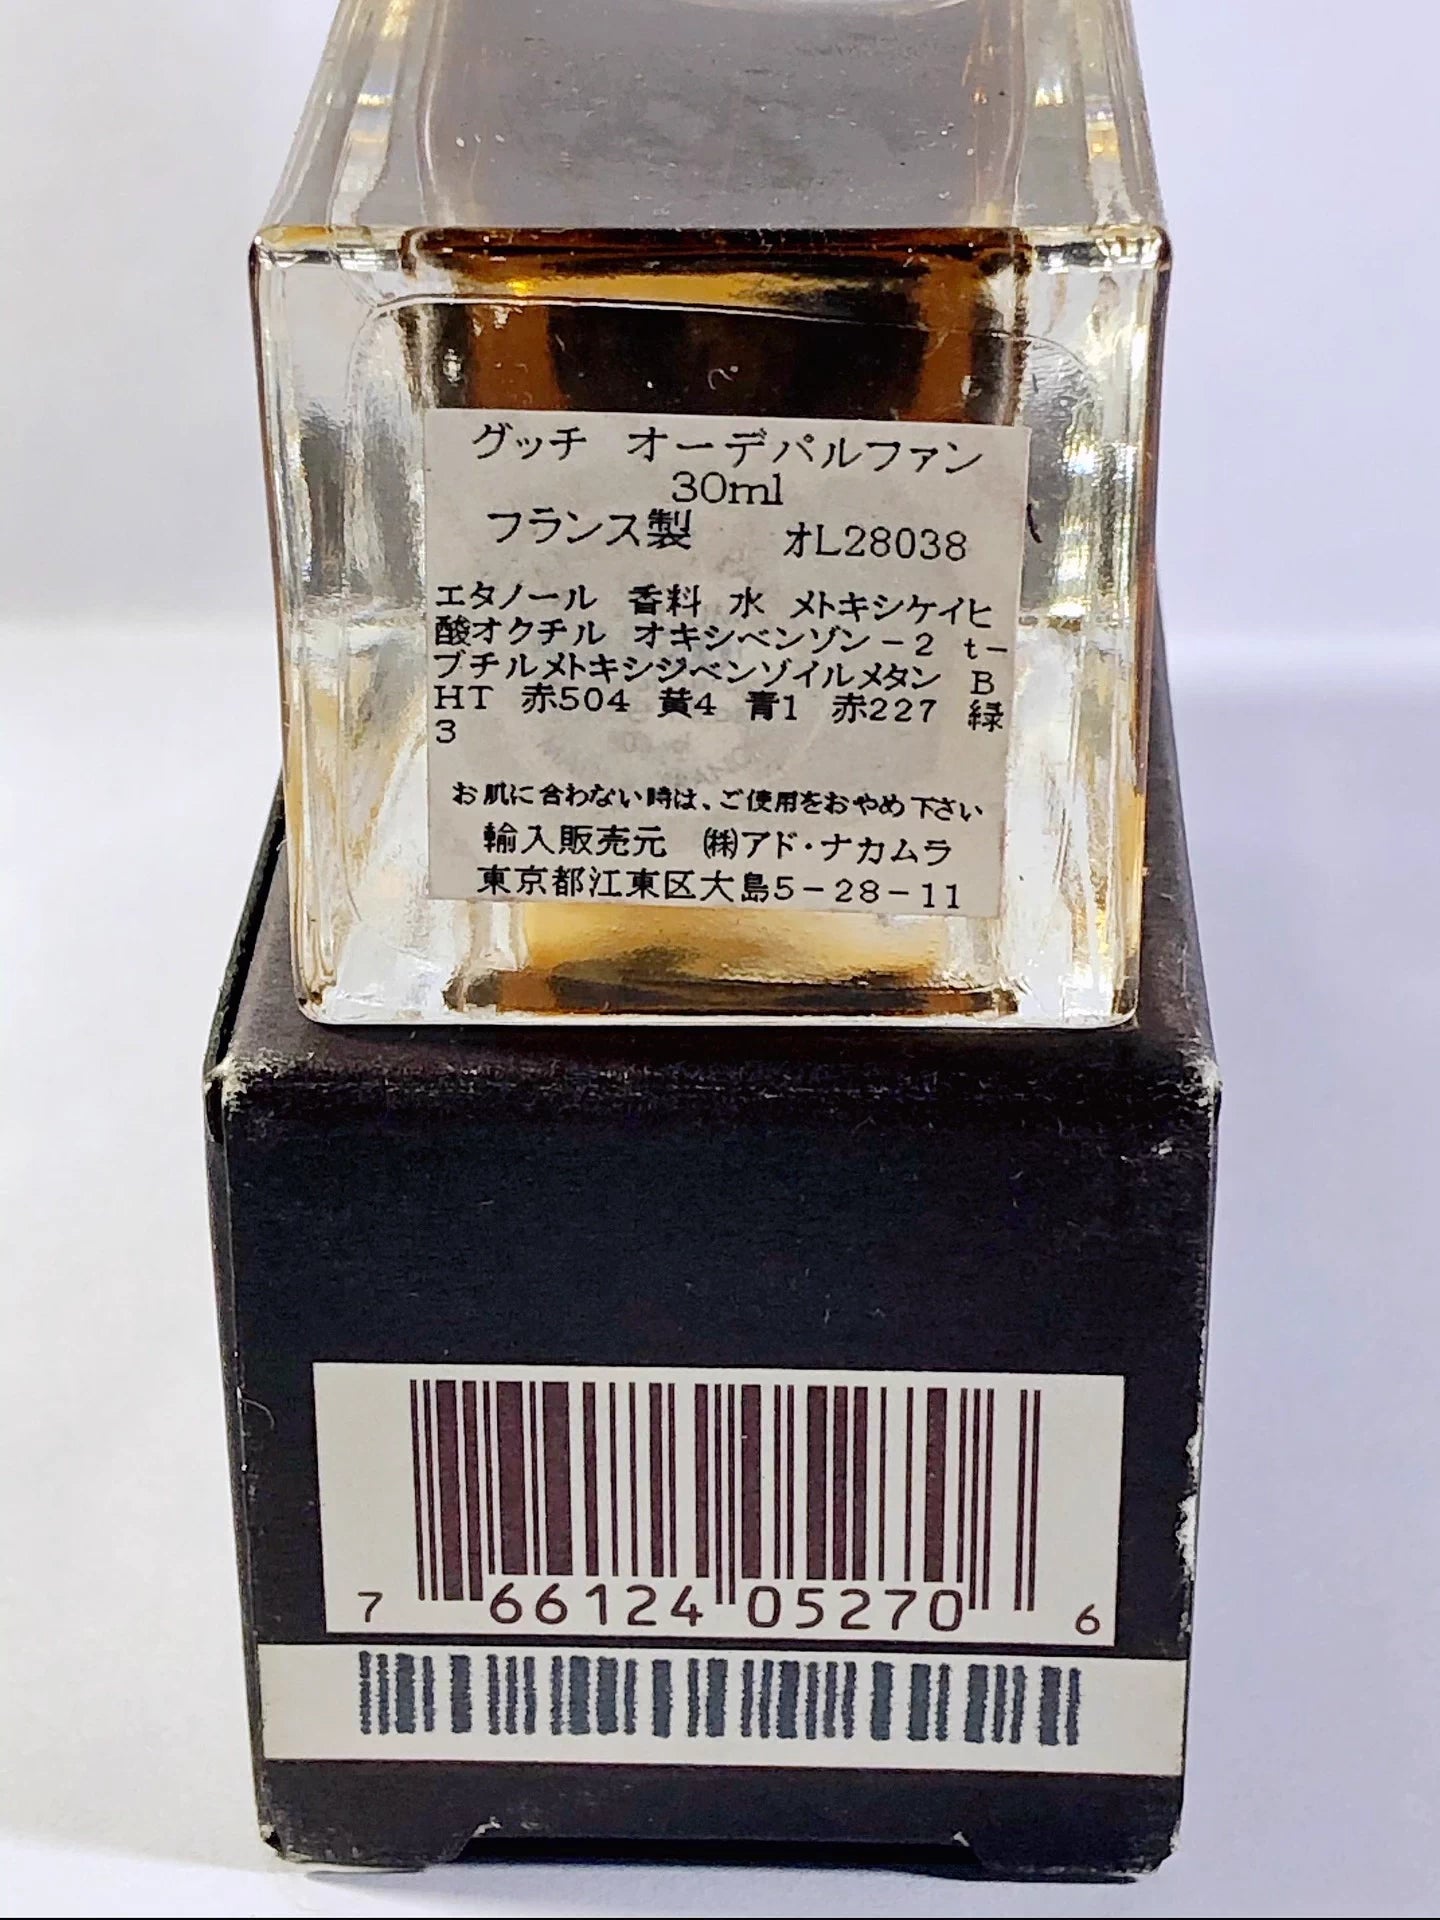 グッチ オーデパルファン
30ml
フランス製 オL28038
エタノール 香料 水 メトキシケイヒ
酸オクチル オキシベンゾン-2 t-
ブチルメトキシジベンゾイルメタン B
HT 赤504 黄4 青1 赤227 緑
3
お肌に合わない時は、ご使用をおやめ下さい
輸入販売元 ㈱アド・ナカムラ
東京都江東区大島5-28-11
7 66124 05270 6